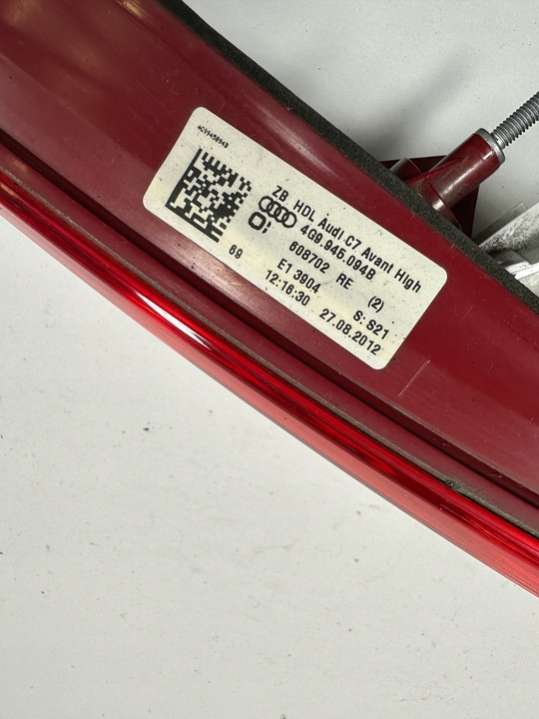 4G9945094B
ZB HDL Audi C7 Avant High
4G9.945.094B
608702 RE (2)
69 E1 3904 S: S21
12:16:30 27.08.2012